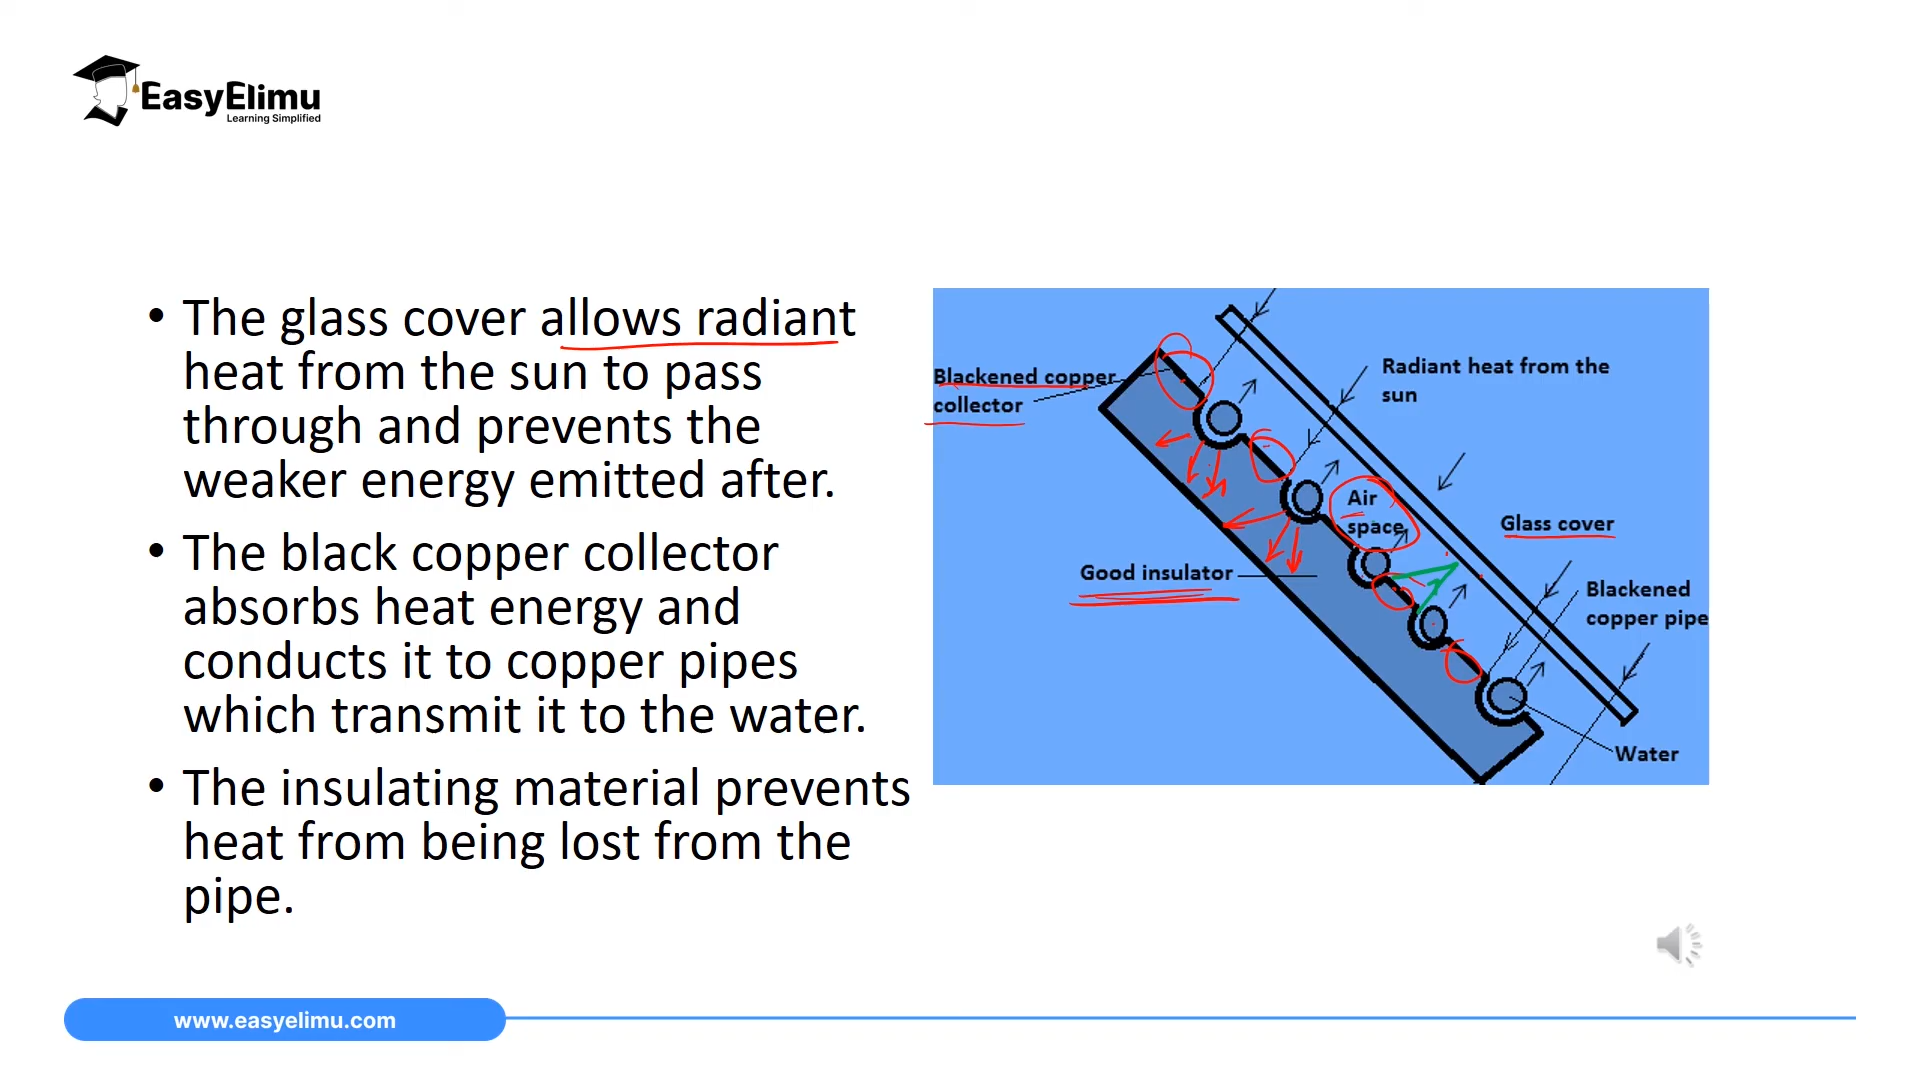 EasyElimu
Learning Simplified
• The glass cover allows radiant
heat from the sun to pass
through and prevents the
weaker energy emitted after.
• The black copper collector
absorbs heat energy and
conducts it to copper pipes
which transmit it to the water.
• The insulating material prevents
heat from being lost from the
pipe.
Blackened copper
collector
Radiant heat from the
sun
Air
space
Glass cover
Good insulator
Blackened
copper pipe
Water
www.easyelimu.com